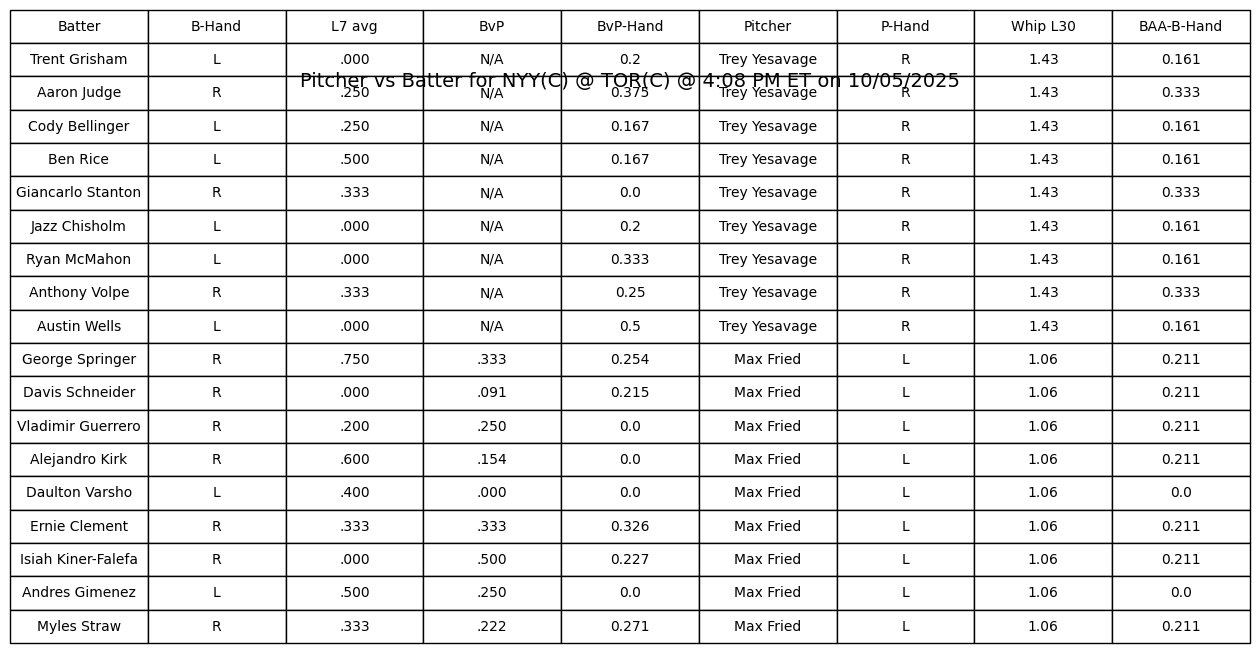 Batter B-Hand L7 avg BvP BvP-Hand Pitcher P-Hand Whip L30 BAA-B-Hand
Trent Grisham L .000 N/A 0.2 Trey Yesavage R 1.43 0.161
Pitcher vs Batter for NYY(C) @ TOR(C) @ 4:08 PM ET on 10/05/2025
Aaron Judge R .250 N/A 0.375 Trey Yesavage R 1.43 0.333
Cody Bellinger L .250 N/A 0.167 Trey Yesavage R 1.43 0.161
Ben Rice L .500 N/A 0.167 Trey Yesavage R 1.43 0.161
Giancarlo Stanton R .333 N/A 0.0 Trey Yesavage R 1.43 0.333
Jazz Chisholm L .000 N/A 0.2 Trey Yesavage R 1.43 0.161
Ryan McMahon L .000 N/A 0.333 Trey Yesavage R 1.43 0.161
Anthony Volpe R .333 N/A 0.25 Trey Yesavage R 1.43 0.333
Austin Wells L .000 N/A 0.5 Trey Yesavage R 1.43 0.161
George Springer R .750 .333 0.254 Max Fried L 1.06 0.211
Davis Schneider R .000 .091 0.215 Max Fried L 1.06 0.211
Vladimir Guerrero R .200 .250 0.0 Max Fried L 1.06 0.211
Alejandro Kirk R .600 .154 0.0 Max Fried L 1.06 0.211
Daulton Varsho L .400 .000 0.0 Max Fried L 1.06 0.0
Ernie Clement R .333 .333 0.326 Max Fried L 1.06 0.211
Isiah Kiner-Falefa R .000 .500 0.227 Max Fried L 1.06 0.211
Andres Gimenez L .500 .250 0.0 Max Fried L 1.06 0.0
Myles Straw R .333 .222 0.271 Max Fried L 1.06 0.211